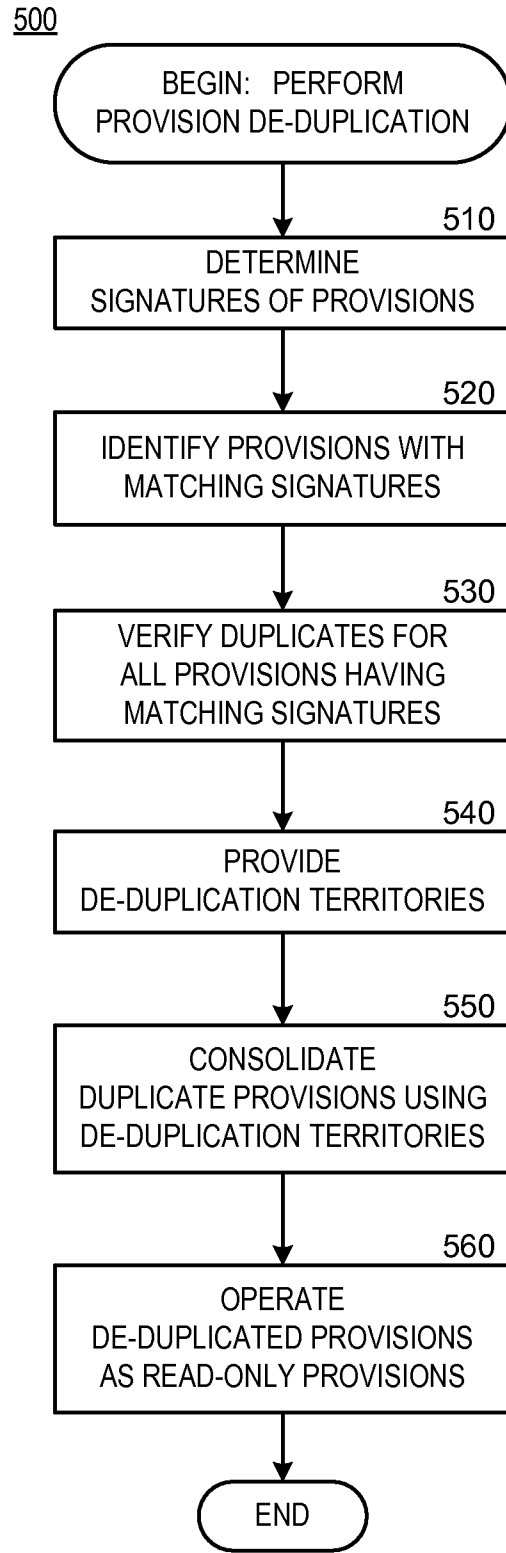 500
BEGIN: PERFORM
PROVISION DE-DUPLICATION
510
DETERMINE
SIGNATURES OF PROVISIONS
520
IDENTIFY PROVISIONS WITH
MATCHING SIGNATURES
530
VERIFY DUPLICATES FOR
ALL PROVISIONS HAVING
MATCHING SIGNATURES
540
PROVIDE
DE-DUPLICATION TERRITORIES
550
CONSOLIDATE
DUPLICATE PROVISIONS USING
DE-DUPLICATION TERRITORIES
560
OPERATE
DE-DUPLICATED PROVISIONS
AS READ-ONLY PROVISIONS
END